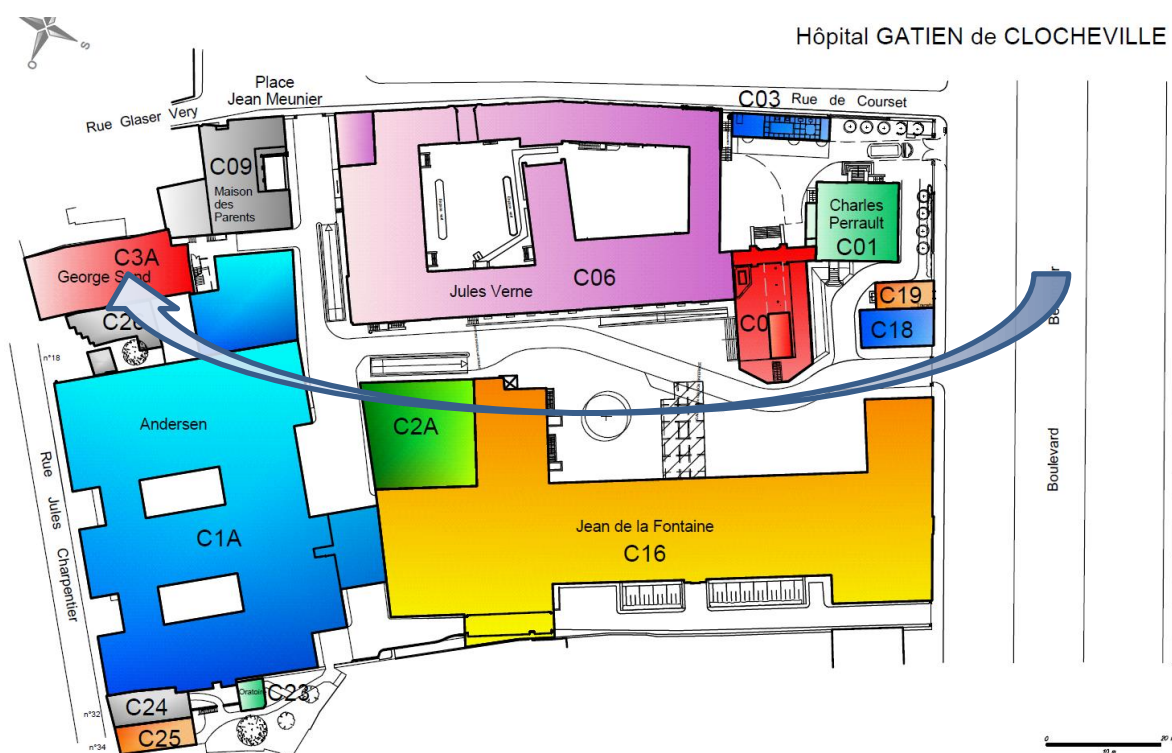 Hôpital GATIEN de CLOCHEVILLE
S
O
Place
Jean Meunier
Rue Glaser Very
C03
Rue de Courset
C09
Maison
des
Parents
Charles
Perrault
C01
C3A
George Sand
C06
Jules Verne
C19
C18
n°18
Andersen
C2A
Boulevard
Rue Jules Charpentier
Jean de la Fontaine
C16
C1A
Oratoire
C23
C24
n°32
C25
n°34
0